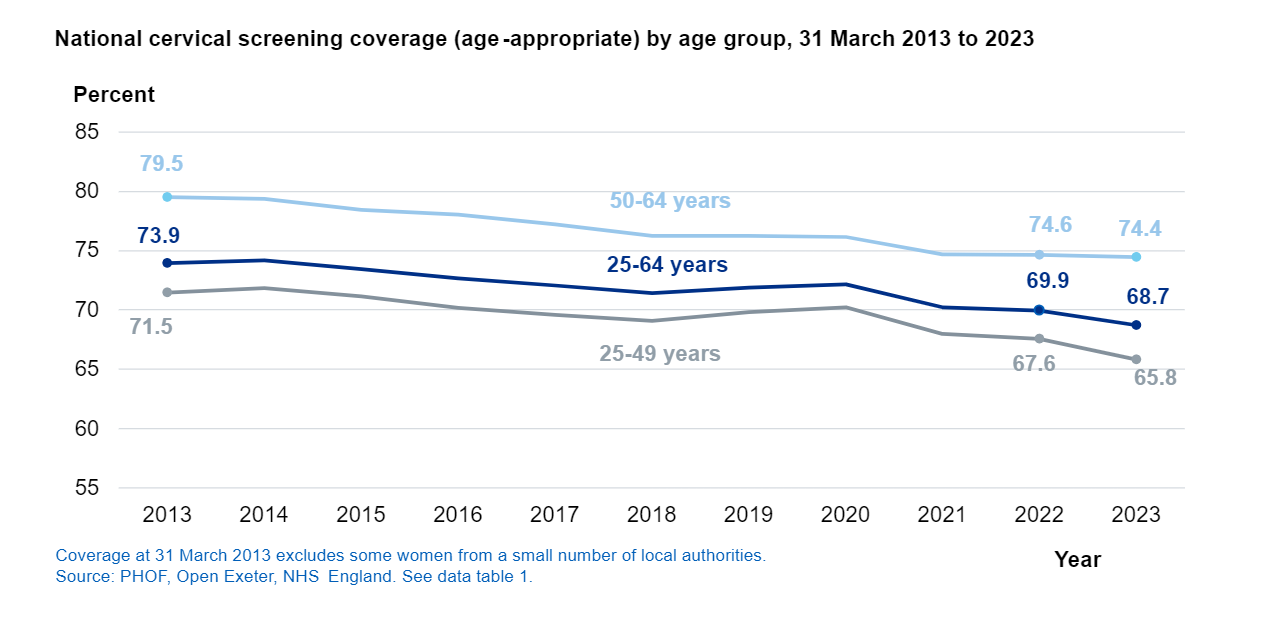 National cervical screening coverage (age-appropriate) by age group, 31 March 2013 to 2023
Percent
85
79.5
80
50-64 years
74.6
74.4
73.9
75
25-64 years
69.9
68.7
70
71.5
25-49 years
67.6
65
65.8
60
55
2013 2014 2015 2016 2017 2018 2019 2020 2021 2022 2023
Coverage at 31 March 2013 excludes some women from a small number of local authorities.
Year
Source: PHOF, Open Exeter, NHS England. See data table 1.